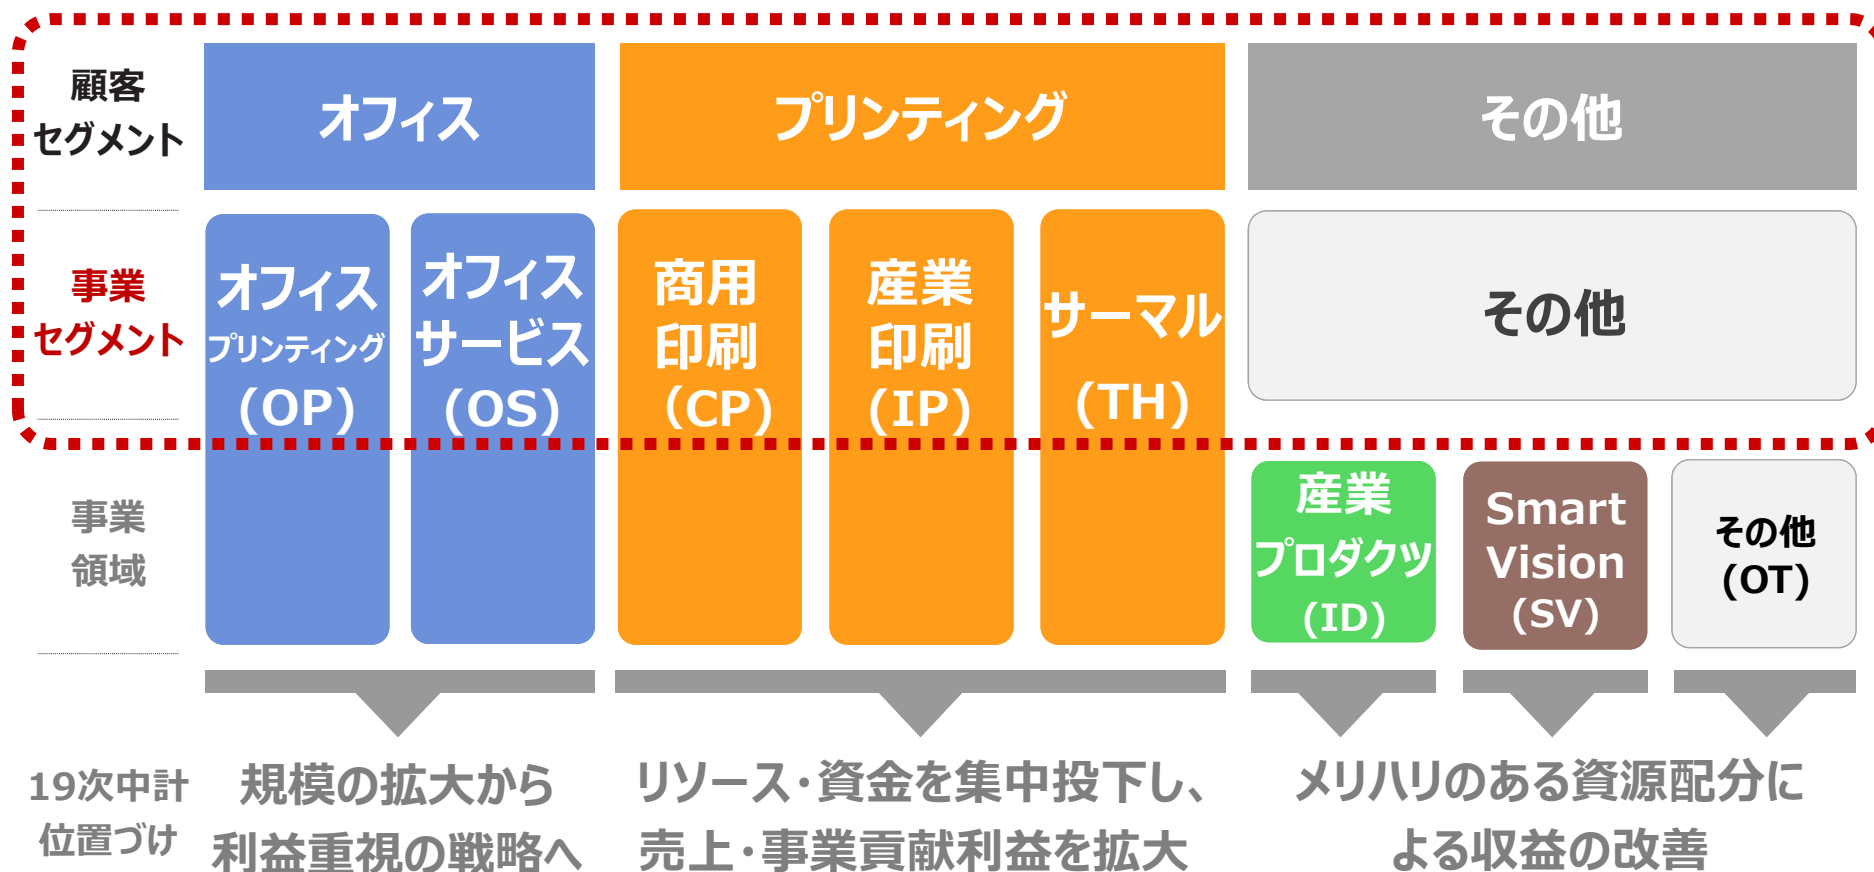 顧客
セグメント
オフィス
プリンティング
その他
事業
セグメント
オフィス
プリンティング
(OP)
オフィス
サービス
(OS)
商用
印刷
(CP)
産業
印刷
(IP)
サーマル
(TH)
その他
事業
領域
産業
プロダクツ
(ID)
Smart
Vision
(SV)
その他
(OT)
19次中計
位置づけ
規模の拡大から
利益重視の戦略へ
リソース・資金を集中投下し、
売上・事業貢献利益を拡大
メリハリのある資源配分に
よる収益の改善